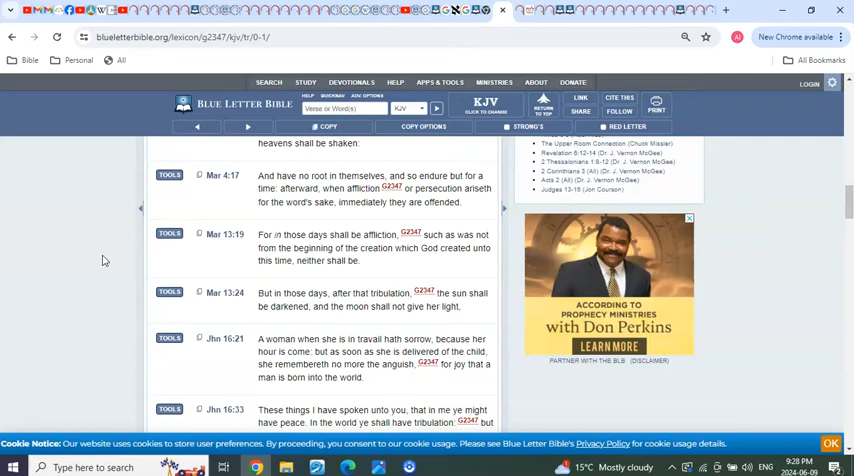 New Chrome available
blueletterbible.org/lexicon/g2347/kjv/tr/0-1/
Bible Personal All All Bookmarks
SEARCH STUDY DEVOTIONALS HELP APPS & TOOLS MINISTRIES ABOUT DONATE LOGIN
BLUE LETTER BIBLE
HELP QUICKNAV ADV. OPTIONS
Verse or Word(s) KJV
KJV
CLICK TO CHANGE
RETURN
TO TOP
LINK CITE THIS
SHARE FOLLOW
PRINT
COPY COPY OPTIONS STRONG'S RED LETTER
heavens shall be shaken:
TOOLS Mar 4:17 And have no root in themselves, and so endure but for a
time: afterward, when affliction G2347 or persecution ariseth
for the word's sake, immediately they are offended.
TOOLS Mar 13:19 For in those days shall be affliction, G2347 such as was not
from the beginning of the creation which God created unto
this time, neither shall be.
TOOLS Mar 13:24 But in those days, after that tribulation, G2347 the sun shall
be darkened, and the moon shall not give her light,
TOOLS Jhn 16:21 A woman when she is in travail hath sorrow, because her
hour is come: but as soon as she is delivered of the child,
she remembereth no more the anguish, G2347 for joy that a
man is born into the world.
TOOLS Jhn 16:33 These things I have spoken unto you, that in me ye might
have peace. In the world ye shall have tribulation: G2347 but
The Upper Room Connection (Chuck Missler)
Revelation 6:12-14 (Dr. J. Vernon McGee)
2 Thessalonians 1:8-12 (Dr. J. Vernon McGee)
2 Corinthians 3 (All) (Dr. J. Vernon McGee)
Acts 2 (All) (Dr. J. Vernon McGee)
Judges 13-16 (Jon Courson)
ACCORDING TO
PROPHECY MINISTRIES
with Don Perkins
LEARN MORE
PARTNER WITH THE BLB (DISCLAIMER)
Cookie Notice: Our website uses cookies to store user preferences. By proceeding, you consent to our cookie usage. Please see Blue Letter Bible's Privacy Policy for cookie usage details. OK
Type here to search
15°C Mostly cloudy
ENG
9:28 PM
2024-06-09